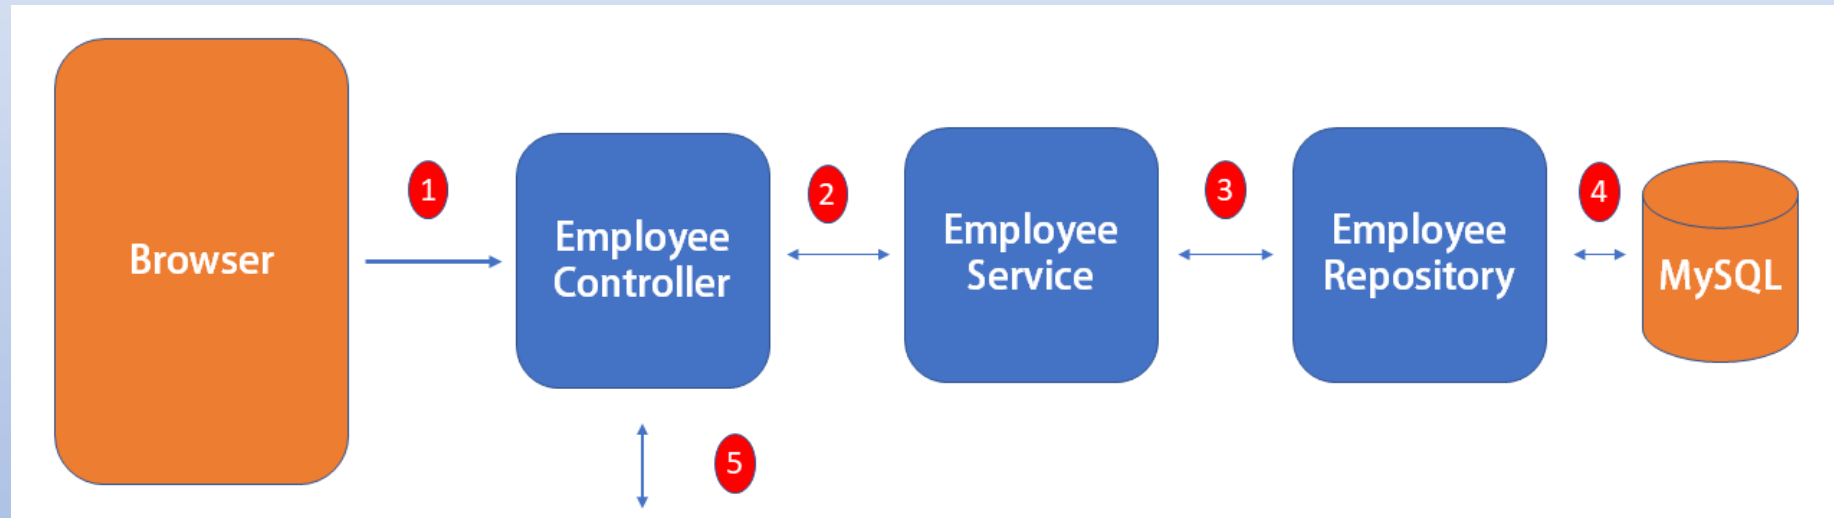 Browser
1
Employee
Controller
2
Employee
Service
3
Employee
Repository
4
MySQL
5